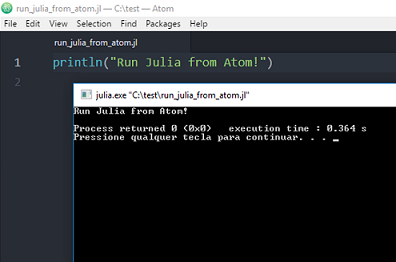 run_julia_from_atom.jl — C:\test — Atom
File Edit View Selection Find Packages Help
run_julia_from_atom.jl
1 println("Run Julia from Atom!")
2
julia.exe "C:\test\run_julia_from_atom.jl"
Run Julia from Atom!
Process returned 0 (0x0) execution time : 0.364 s
Pressione qualquer tecla para continuar. . . _